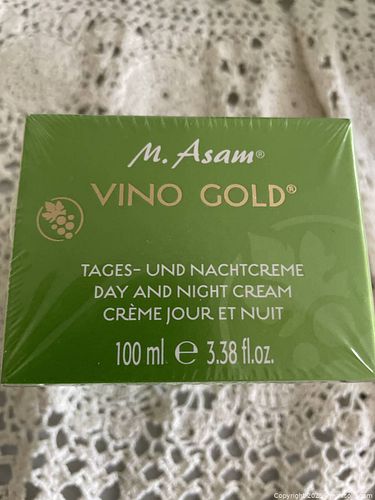 M. Asam®
VINO GOLD®
TAGES- UND NACHTCREME
DAY AND NIGHT CREAM
CRÈME JOUR ET NUIT
100 ml ℮ 3.38 fl.oz.